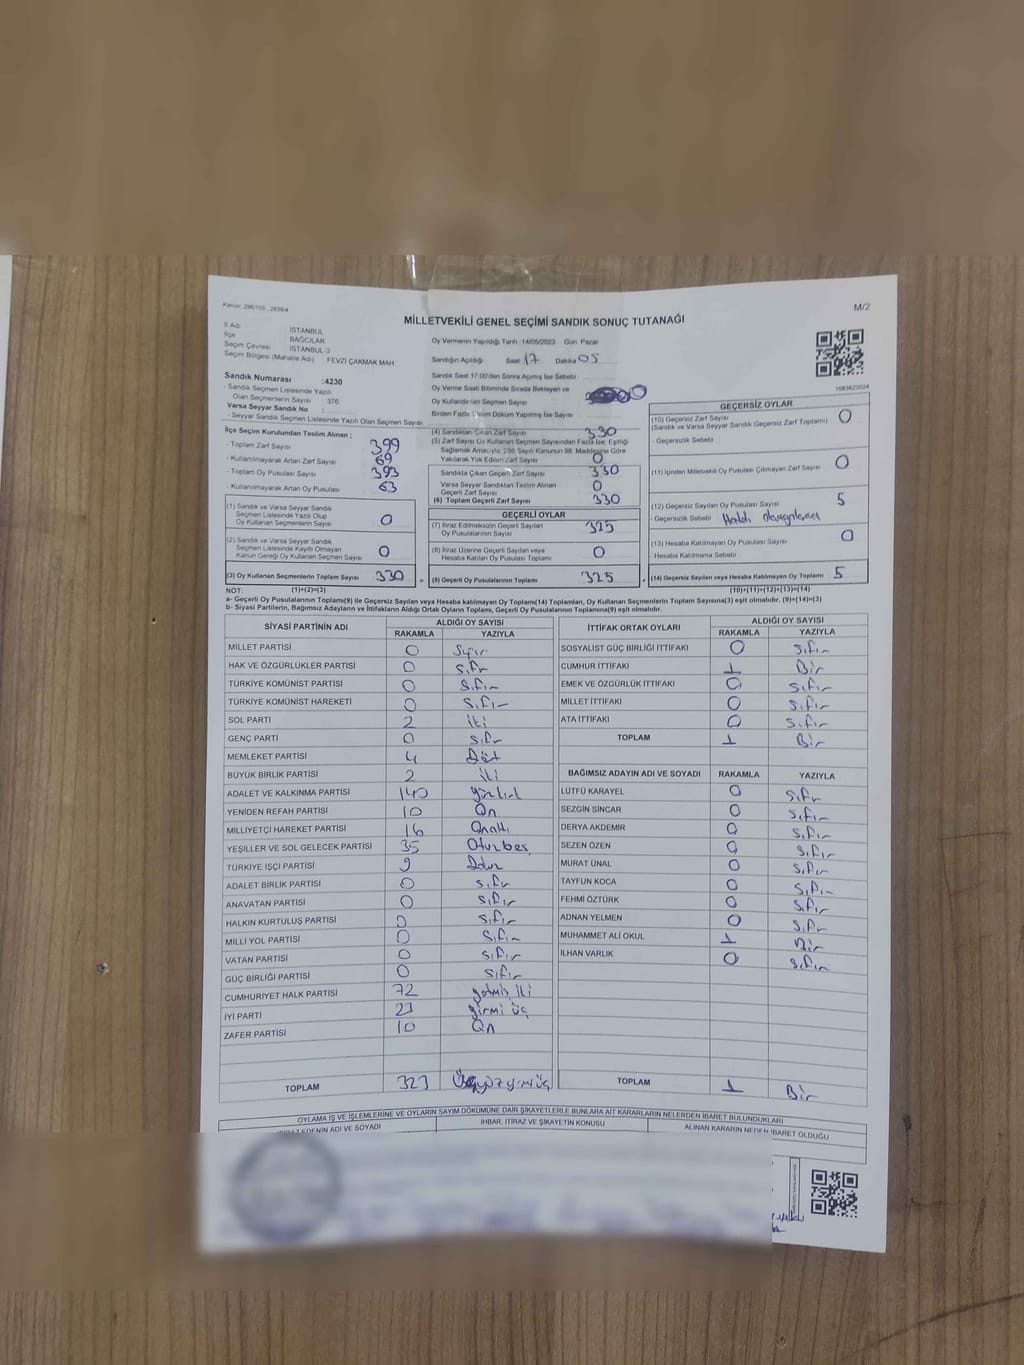 Kanun: 298/105 2839/4
M/2
MİLLETVEKİLİ GENEL SEÇİMİ SANDIK SONUÇ TUTANAĞI
İl Adı İSTANBUL
İlçe BAĞCILAR
Seçim Çevresi İSTANBUL-3
Seçim Bölgesi (Mahalle Adı) FEVZİ ÇAKMAK MAH
Sandık Numarası :4230
- Sandık Seçmen Listesinde Yazılı
Olan Seçmenlerin Sayısı 376
Varsa Seyyar Sandık No :
- Seyyar Sandık Seçmen Listesinde Yazılı Olan Seçmen Sayısı
İlçe Seçim Kurulundan Teslim Alınan ;
- Toplam Zarf Sayısı 399
- Kullanılmayarak Artan Zarf Sayısı 69
- Toplam Oy Pusulası Sayısı 393
- Kullanılmayarak Artan Oy Pusulası 63
(1) Sandık ve Varsa Seyyar Sandık
Seçmen Listesinde Yazılı Olup
Oy Kullanan Seçmenlerin Sayısı 0
(2) Sandık ve Varsa Seyyar Sandık
Seçmen Listesinde Kayıtlı Olmayan
Kanun Gereği Oy Kullanan Seçmen Sayısı 0
(3) Oy Kullanan Seçmenlerin Toplam Sayısı 330
Oy Vermenin Yapıldığı Tarih 14/05/2023 Gün Pazar
Sandığın Açıldığı Saat 17 Dakika 05
Sandık Saat 17:00'den Sonra Açılmış İse Sebebi
Oy Verme Saati Bitiminde Sırada Bekleyen ve
Oy Kullandırılan Seçmen Sayısı 0
Birden Fazla Sayım Döküm Yapılmış İse Sayısı
(4) Sandıktan Çıkan Zarf Sayısı 330
(5) Zarf Sayısı Oy Kullanan Seçmen Sayısından Fazla İse; Eşitliği
Sağlamak Amacıyla; 298 Sayılı Kanunun 98. Maddesine Göre
Yakılarak Yok Edilen Zarf Sayısı 0
Sandıkta Çıkan Geçerli Zarf Sayısı 330
Varsa Seyyar Sandıktan Teslim Alınan
Geçerli Zarf Sayısı 0
(6) Toplam Geçerli Zarf Sayısı 330
GEÇERLİ OYLAR
(7) İtiraz Edilmeksizin Geçerli Sayılan
Oy Pusulalarının Sayısı 325
(8) İtiraz Üzerine Geçerli Sayılan veya
Hesaba Katılan Oy Pusulası Toplamı 0
(9) Geçerli Oy Pusulalarının Toplamı 325
1083623024
GEÇERSİZ OYLAR
(10) Geçersiz Zarf Sayısı
(Sandık ve Varsa Seyyar Sandık Geçersiz Zarf Toplamı) 0
- Geçersizlik Sebebi
(11) İçinden Milletvekili Oy Pusulası Çıkmayan Zarf Sayısı 0
(12) Geçersiz Sayılan Oy Pusulası Sayısı 5
- Geçersizlik Sebebi
(13) Hesaba Katılmayan Oy Pusulası Sayısı 0
- Hesaba Katılmama Sebebi
(14) Geçersiz Sayılan veya Hesaba Katılmayan Oy Toplamı 5
NOT: (1)+(2)=(3) (10)+(11)+(12)+(13)=(14)
a- Geçerli Oy Pusulalarının Toplam(9) ile Geçersiz Sayılan veya Hesaba katılmayan Oy Toplam(14) Toplamları, Oy Kullanan Seçmenlerin Toplam Sayısına(3) eşit olmalıdır. (9)+(14)=(3)
b- Siyasi Partilerin, Bağımsız Adayların ve İttifakların Aldığı Ortak Oyların Toplamı, Geçerli Oy Pusulalarının Toplamına(9) eşit olmalıdır.
SİYASİ PARTİNİN ADI ALDIĞI OY SAYISI
RAKAMLA YAZIYLA
MİLLET PARTİSİ 0 Sıfır
HAK VE ÖZGÜRLÜKLER PARTİSİ 0 sıfır
TÜRKİYE KOMÜNİST PARTİSİ 0 sıfır
TÜRKİYE KOMÜNİST HAREKETİ 0 sıfır
SOL PARTİ 2 iki
GENÇ PARTİ 0 sıfır
MEMLEKET PARTİSİ 4 Dört
BÜYÜK BİRLİK PARTİSİ 2 iki
ADALET VE KALKINMA PARTİSİ 140 yüzkırk
YENİDEN REFAH PARTİSİ 10 On
MİLLİYETÇİ HAREKET PARTİSİ 16 Onaltı
YEŞİLLER VE SOL GELECEK PARTİSİ 35 Otuzbeş
TÜRKİYE İŞÇİ PARTİSİ 9 Dokuz
ADALET BİRLİK PARTİSİ 0 sıfır
ANAVATAN PARTİSİ 0 sıfır
HALKIN KURTULUŞ PARTİSİ 0 sıfır
MİLLİ YOL PARTİSİ 0 sıfır
VATAN PARTİSİ 0 sıfır
GÜÇ BİRLİĞİ PARTİSİ 0 sıfır
CUMHURİYET HALK PARTİSİ 72 yetmiş iki
İYİ PARTİ 23 yirmi üç
ZAFER PARTİSİ 10 On
TOPLAM 323 Üçyüzyirmiüç
İTTİFAK ORTAK OYLARI ALDIĞI OY SAYISI
RAKAMLA YAZIYLA
SOSYALİST GÜÇ BİRLİĞİ İTTİFAKI 0 sıfır
CUMHUR İTTİFAKI 1 Bir
EMEK VE ÖZGÜRLÜK İTTİFAKI 0 sıfır
MİLLET İTTİFAKI 0 sıfır
ATA İTTİFAKI 0 sıfır
TOPLAM 1 Bir
BAĞIMSIZ ADAYIN ADI VE SOYADI RAKAMLA YAZIYLA
LÜTFÜ KARAYEL 0 sıfır
SEZGİN SİNCAR 0 sıfır
DERYA AKDEMİR 0 sıfır
SEZEN ÖZEN 0 sıfır
MURAT ÜNAL 0 sıfır
TAYFUN KOCA 0 sıfır
FEHMİ ÖZTÜRK 0 sıfır
ADNAN YELMEN 0 sıfır
MUHAMMET ALİ OKUL 1 Bir
İLHAN VARLIK 0 sıfır
TOPLAM 1 Bir
OYLAMA İŞ VE İŞLEMLERİNE VE OYLARIN SAYIM DÖKÜMÜNE DAİR ŞİKAYETLERLE BUNLARA AİT KARARLARIN NELERDEN İBARET BULUNDUKLARI
İTİRAZ EDENİN ADI VE SOYADI İHBAR, İTİRAZ VE ŞİKAYETİN KONUSU ALINAN KARARIN NEDEN İBARET OLDUĞU